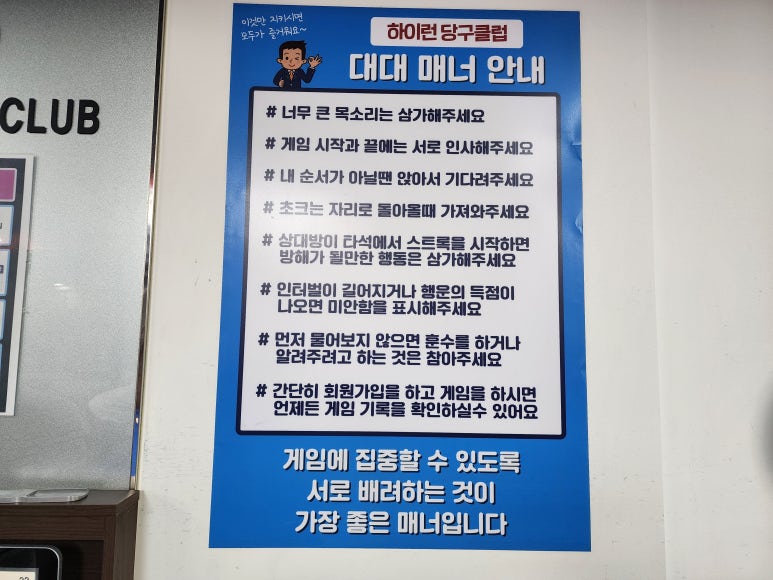 이것만 지키시면
모두가 즐거워요~
하이런 당구클럽
대대 매너 안내
# 너무 큰 목소리는 삼가해주세요
# 게임 시작과 끝에는 서로 인사해주세요
# 내 순서가 아닐땐 앉아서 기다려주세요
# 초크는 자리로 돌아올때 가져와주세요
# 상대방이 타석에서 스트록을 시작하면
방해가 될만한 행동은 삼가해주세요
# 인터벌이 길어지거나 행운의 득점이
나오면 미안함을 표시해주세요
# 먼저 물어보지 않으면 훈수를 하거나
알려주려고 하는 것은 참아주세요
# 간단히 회원가입을 하고 게임을 하시면
언제든 게임 기록을 확인하실수 있어요
게임에 집중할 수 있도록
서로 배려하는 것이
가장 좋은 매너입니다
CLUB